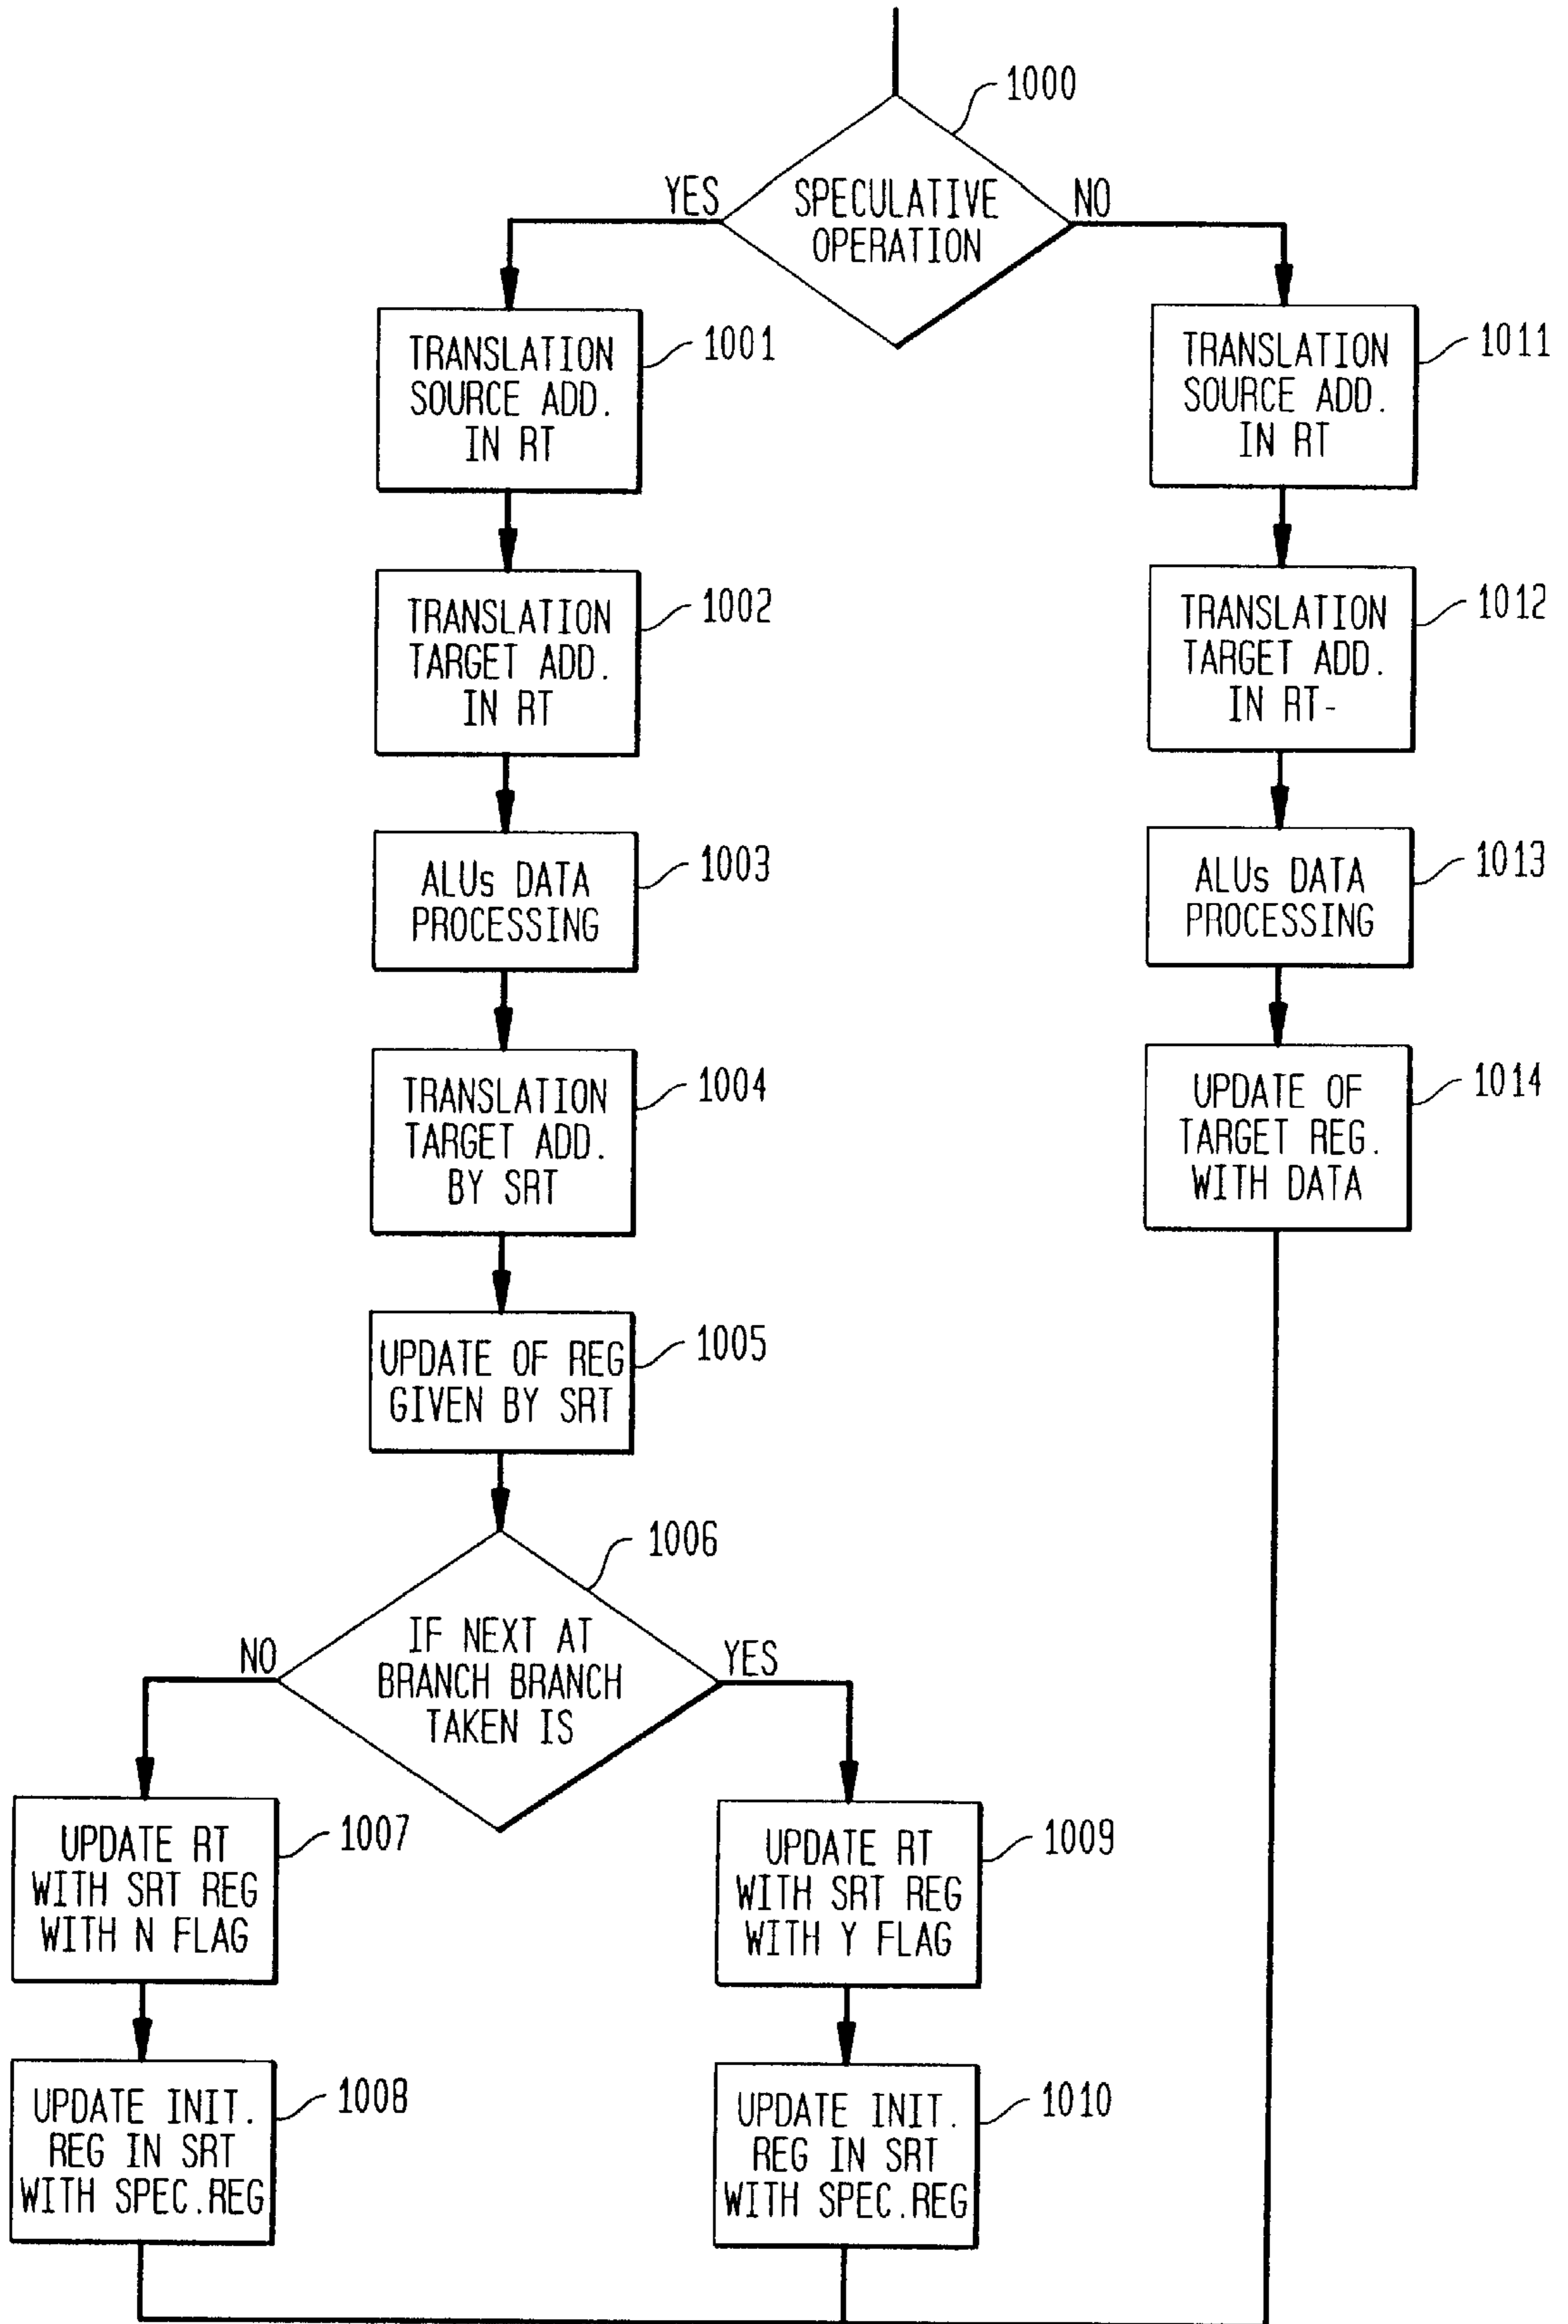 1000
SPECULATIVE
OPERATION
YES
NO
TRANSLATION
SOURCE ADD.
IN RT
1001
TRANSLATION
TARGET ADD.
IN RT
1002
ALUs DATA
PROCESSING
1003
TRANSLATION
TARGET ADD.
BY SRT
1004
UPDATE OF REG
GIVEN BY SRT
1005
1006
IF NEXT AT
BRANCH BRANCH
TAKEN IS
NO
YES
UPDATE RT
WITH SRT REG
WITH N FLAG
1007
UPDATE INIT.
REG IN SRT
WITH SPEC.REG
1008
UPDATE RT
WITH SRT REG
WITH Y FLAG
1009
UPDATE INIT.
REG IN SRT
WITH SPEC.REG
1010
TRANSLATION
SOURCE ADD.
IN RT
1011
TRANSLATION
TARGET ADD.
IN RT-
1012
ALUs DATA
PROCESSING
1013
UPDATE OF
TARGET REG.
WITH DATA
1014